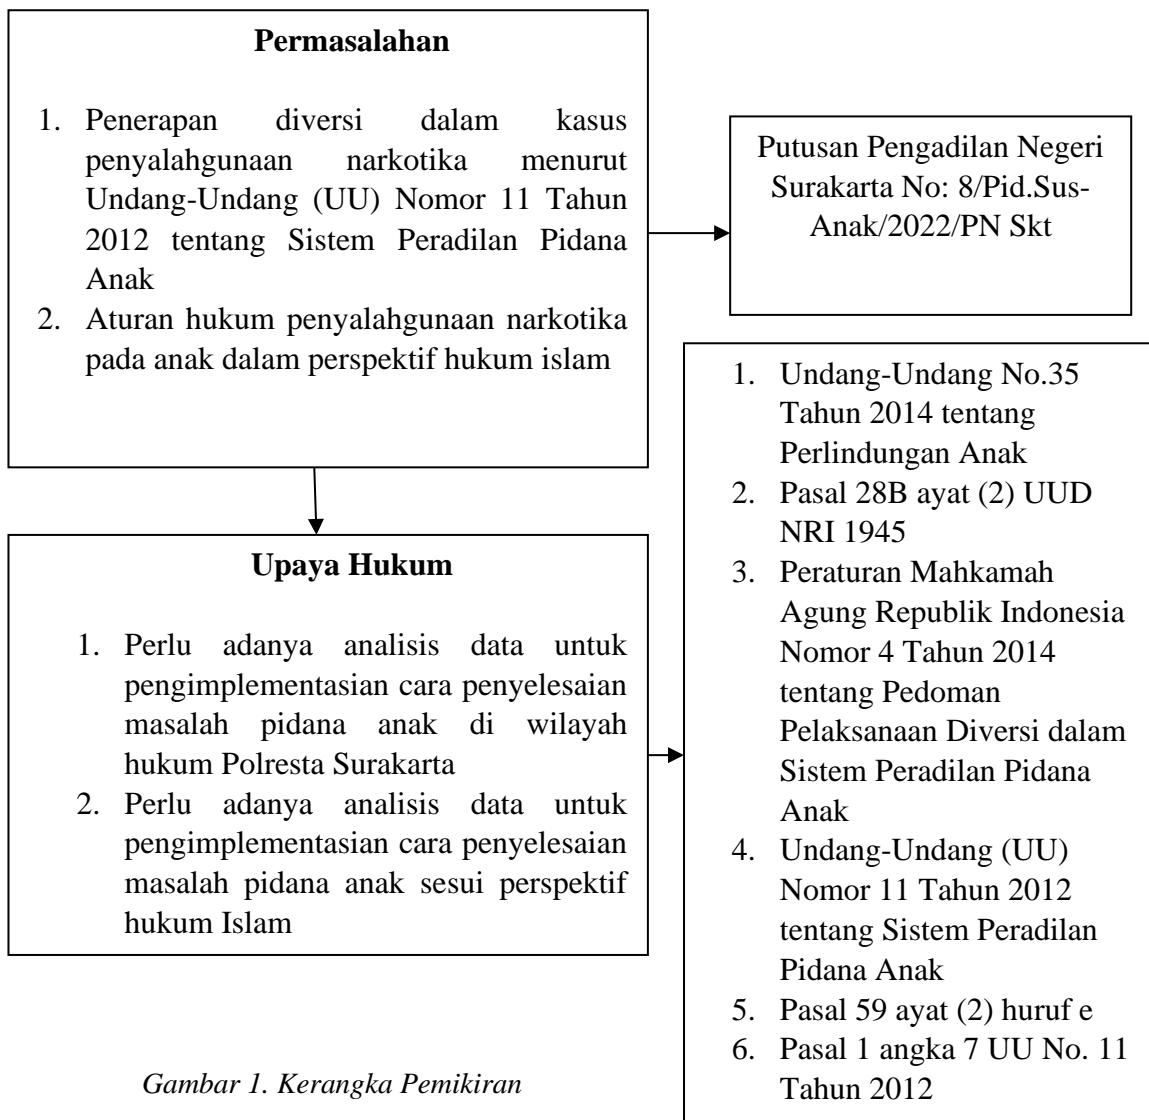 Permasalahan
1. Penerapan diversi dalam kasus
penyalahgunaan narkotika menurut
Undang-Undang (UU) Nomor 11 Tahun
2012 tentang Sistem Peradilan Pidana
Anak
2. Aturan hukum penyalahgunaan narkotika
pada anak dalam perspektif hukum islam
Putusan Pengadilan Negeri
Surakarta No: 8/Pid.Sus-
Anak/2022/PN Skt
Upaya Hukum
1. Perlu adanya analisis data untuk
pengimplementasian cara penyelesaian
masalah pidana anak di wilayah
hukum Polresta Surakarta
2. Perlu adanya analisis data untuk
pengimplementasian cara penyelesaian
masalah pidana anak sesui perspektif
hukum Islam
1. Undang-Undang No.35
Tahun 2014 tentang
Perlindungan Anak
2. Pasal 28B ayat (2) UUD
NRI 1945
3. Peraturan Mahkamah
Agung Republik Indonesia
Nomor 4 Tahun 2014
tentang Pedoman
Pelaksanaan Diversi dalam
Sistem Peradilan Pidana
Anak
4. Undang-Undang (UU)
Nomor 11 Tahun 2012
tentang Sistem Peradilan
Pidana Anak
5. Pasal 59 ayat (2) huruf e
6. Pasal 1 angka 7 UU No. 11
Tahun 2012
Gambar 1. Kerangka Pemikiran